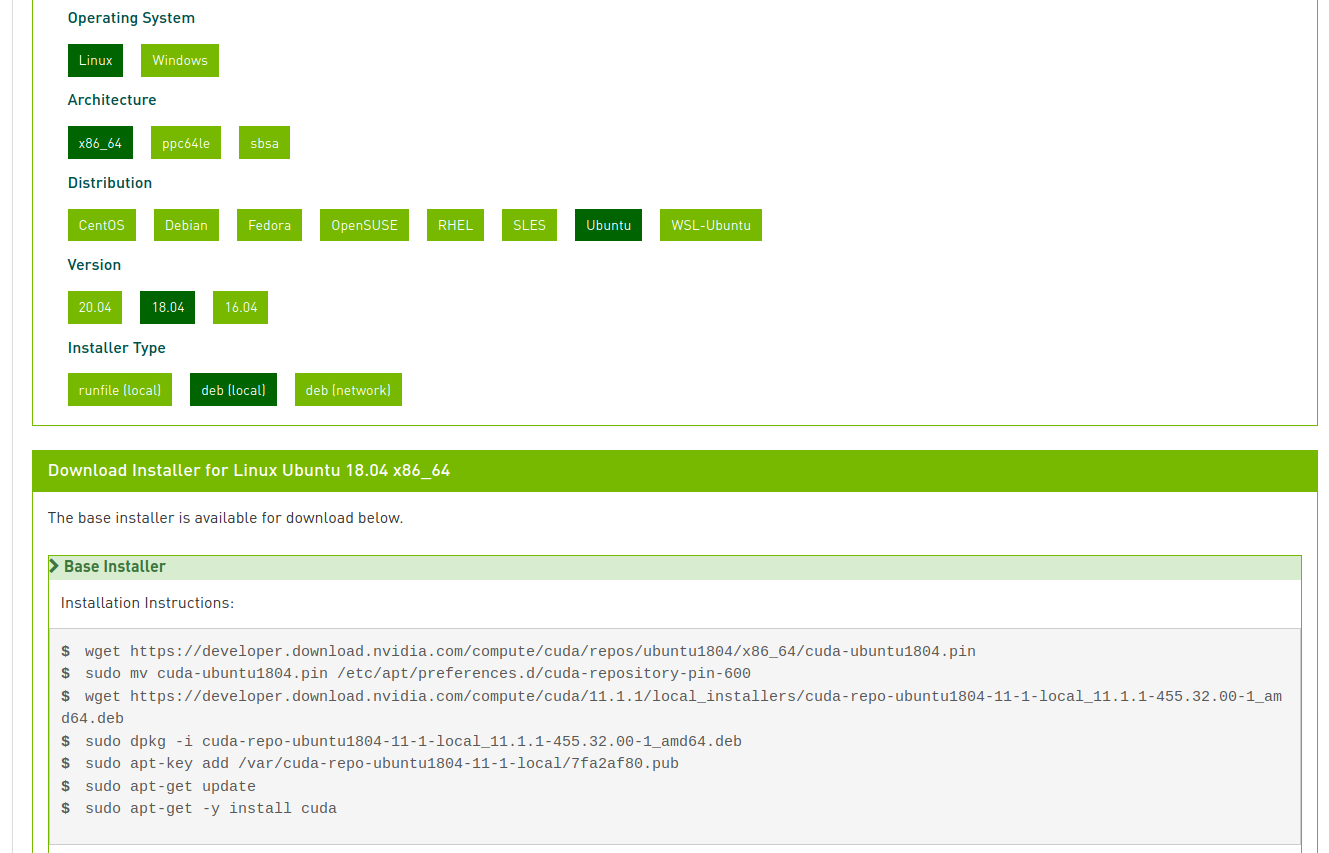 Operating System
Linux Windows
Architecture
x86_64 ppc64le sbsa
Distribution
CentOS Debian Fedora OpenSUSE RHEL SLES Ubuntu WSL-Ubuntu
Version
20.04 18.04 16.04
Installer Type
runfile (local) deb (local) deb (network)
Download Installer for Linux Ubuntu 18.04 x86_64
The base installer is available for download below.
Base Installer
Installation Instructions:
$ wget https://developer.download.nvidia.com/compute/cuda/repos/ubuntu1804/x86_64/cuda-ubuntu1804.pin
$ sudo mv cuda-ubuntu1804.pin /etc/apt/preferences.d/cuda-repository-pin-600
$ wget https://developer.download.nvidia.com/compute/cuda/11.1.1/local_installers/cuda-repo-ubuntu1804-11-1-local_11.1.1-455.32.00-1_am
d64.deb
$ sudo dpkg -i cuda-repo-ubuntu1804-11-1-local_11.1.1-455.32.00-1_amd64.deb
$ sudo apt-key add /var/cuda-repo-ubuntu1804-11-1-local/7fa2af80.pub
$ sudo apt-get update
$ sudo apt-get -y install cuda